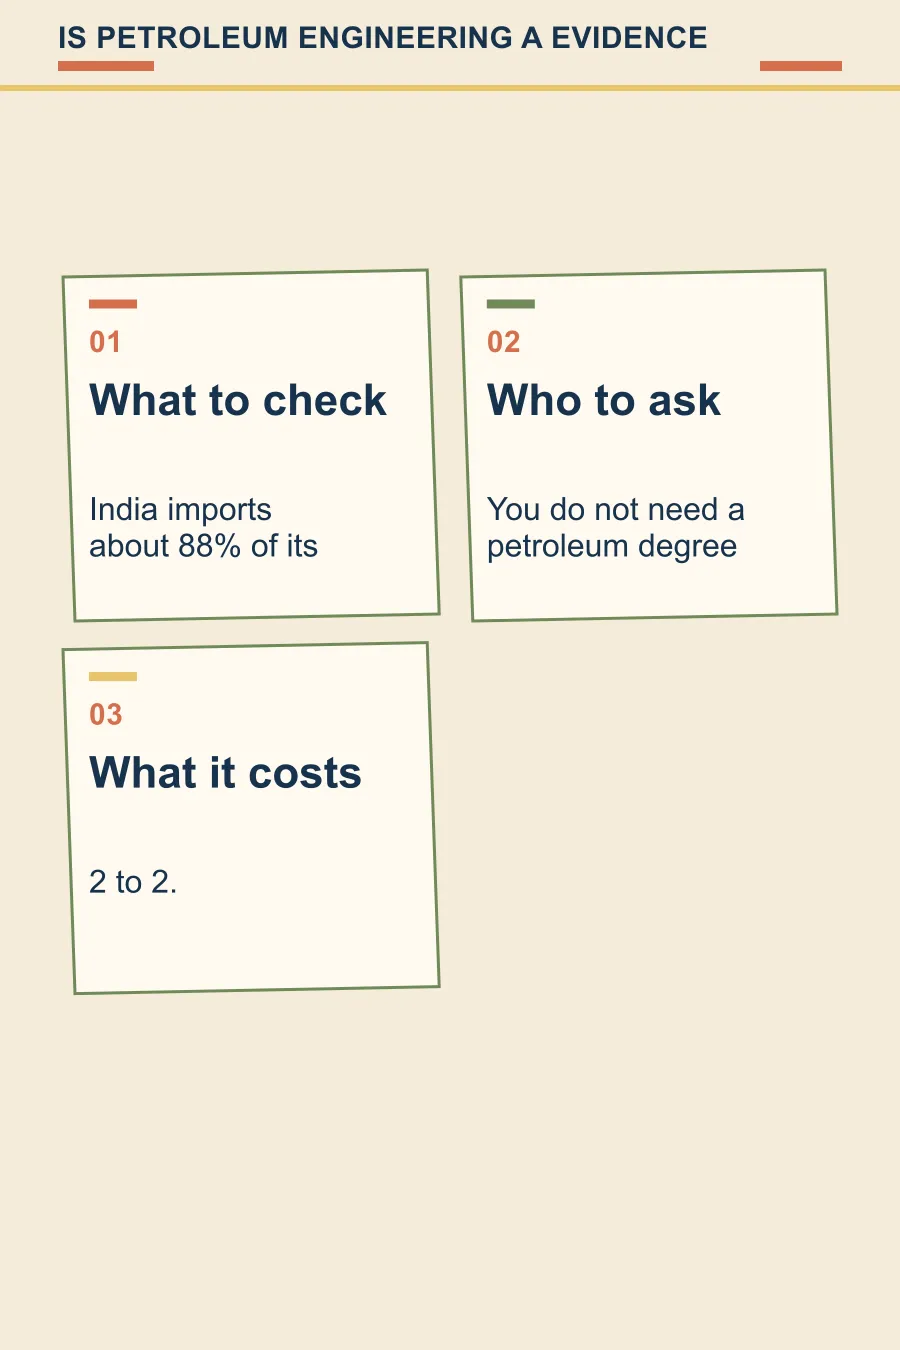 IS PETROLEUM ENGINEERING A EVIDENCE
01
What to check
India imports
about 88% of its
02
Who to ask
You do not need a
petroleum degree
03
What it costs
2 to 2.